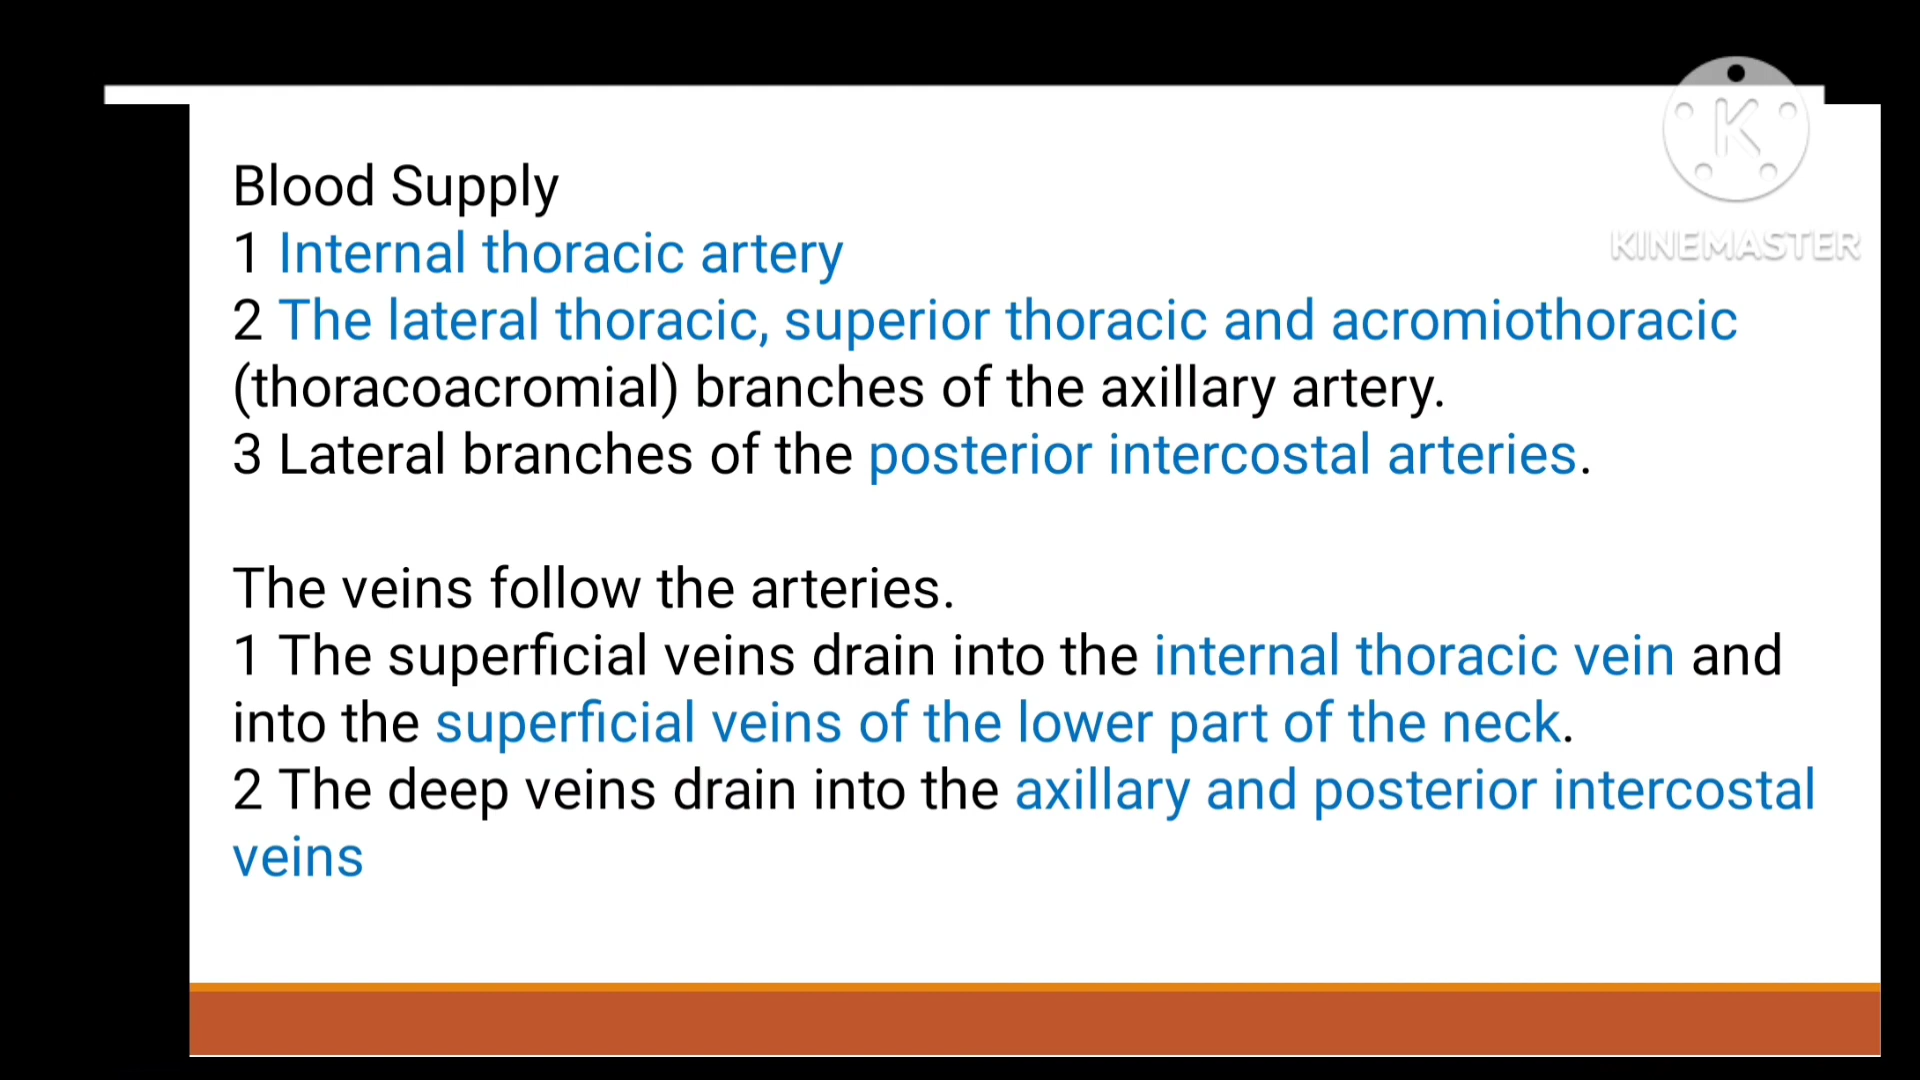 K
KINEMASTER
Blood Supply
1 Internal thoracic artery
2 The lateral thoracic, superior thoracic and acromiothoracic
(thoracoacromial) branches of the axillary artery.
3 Lateral branches of the posterior intercostal arteries.
The veins follow the arteries.
1 The superficial veins drain into the internal thoracic vein and
into the superficial veins of the lower part of the neck.
2 The deep veins drain into the axillary and posterior intercostal
veins